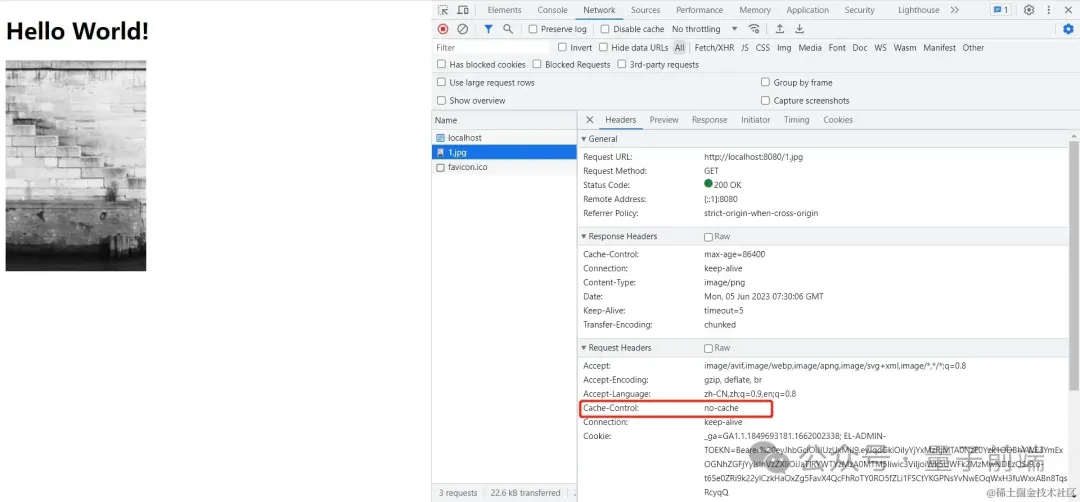 Hello World!
Elements Console Network Sources Performance Memory Application Security Lighthouse 1
Preserve log Disable cache No throttling
Filter Invert Hide data URLs All Fetch/XHR JS CSS Img Media Font Doc WS Wasm Manifest Other
Has blocked cookies Blocked Requests 3rd-party requests
Use large request rows Group by frame
Show overview Capture screenshots
Name
localhost
1.jpg
favicon.ico
3 requests 22.6 kB transferred
Headers Preview Response Initiator Timing Cookies
General
Request URL: http://localhost:8080/1.jpg
Request Method: GET
Status Code: 200 OK
Remote Address: [::1]:8080
Referrer Policy: strict-origin-when-cross-origin
Response Headers Raw
Cache-Control: max-age=86400
Connection: keep-alive
Content-Type: image/png
Date: Mon, 05 Jun 2023 07:30:06 GMT
Keep-Alive: timeout=5
Transfer-Encoding: chunked
Request Headers Raw
Accept: image/avif,image/webp,image/apng,image/svg+xml,image/*,*/*;q=0.8
Accept-Encoding: gzip, deflate, br
Accept-Language: zh-CN,zh;q=0.9,en;q=0.8
Cache-Control: no-cache
Connection: keep-alive
Cookie: _ga=GA1.1.1849693181.1662002338; EL-ADMIN-
RcyqQ
公众号 · 量子前端
@稀土掘金技术社区